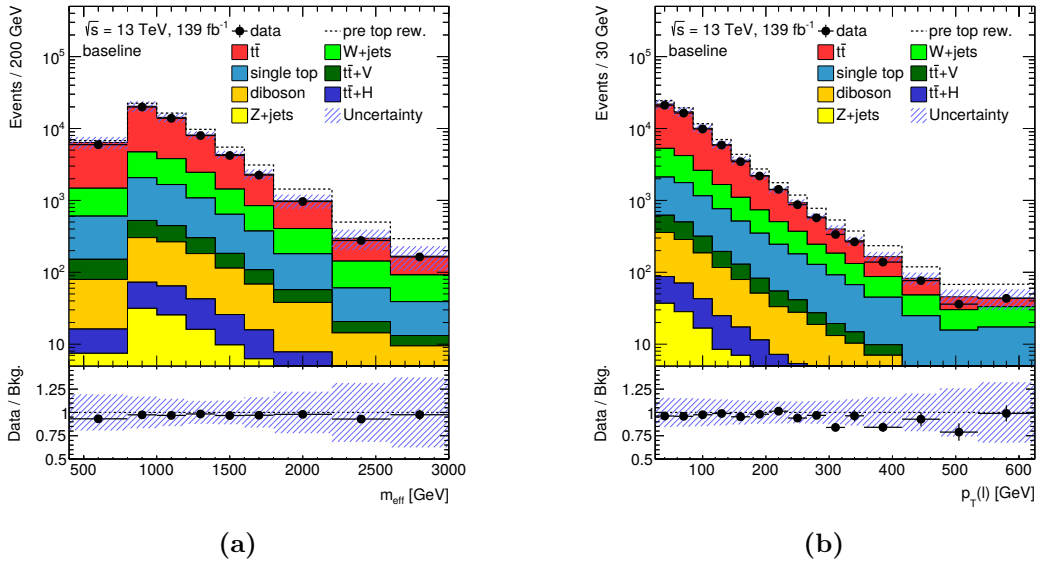 √s = 13 TeV, 139 fb⁻¹
baseline
data
pre top rew.
tt̄
W+jets
single top
tt̄+V
diboson
tt̄+H
Z+jets
Uncertainty
Events / 200 GeV
10⁵
10⁴
10³
10²
10
Data / Bkg.
1.25
1
0.75
0.5
500 1000 1500 2000 2500 3000
m_eff [GeV]
(a)
√s = 13 TeV, 139 fb⁻¹
baseline
data
pre top rew.
tt̄
W+jets
single top
tt̄+V
diboson
tt̄+H
Z+jets
Uncertainty
Events / 30 GeV
10⁵
10⁴
10³
10²
10
Data / Bkg.
1.25
1
0.75
0.5
100 200 300 400 500 600
p_T(l) [GeV]
(b)